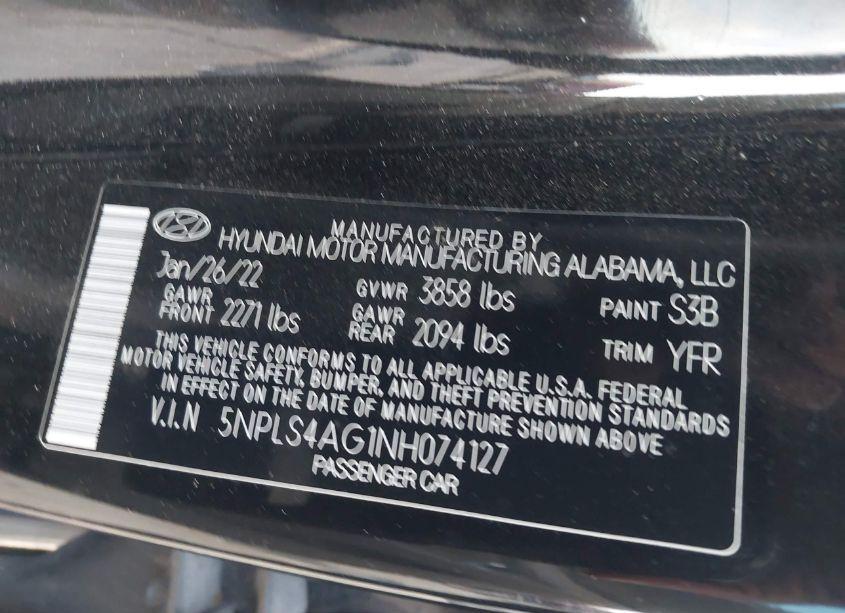 MANUFACTURED BY
HYUNDAI MOTOR MANUFACTURING ALABAMA, LLC
Jan/26/22 GVWR 3858 lbs PAINT S3B
GAWR FRONT 2271 lbs GAWR REAR 2094 lbs TRIM YFR
THIS VEHICLE CONFORMS TO ALL APPLICABLE U.S.A. FEDERAL
MOTOR VEHICLE SAFETY, BUMPER, AND THEFT PREVENTION STANDARDS
IN EFFECT ON THE DATE OF MANUFACTURE SHOWN ABOVE
V.I.N 5NPLS4AG1NH074127
PASSENGER CAR